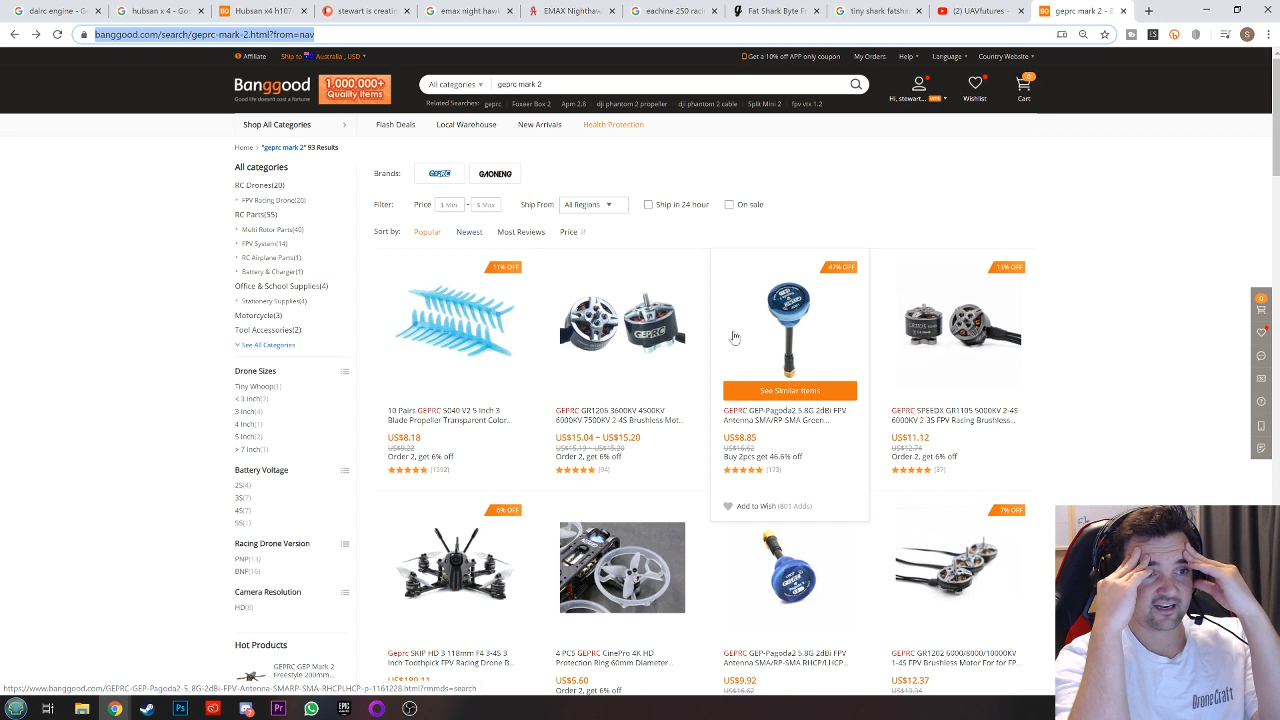 dalrc engine - G
hubsan x 4 - Goo
Hubsan X4 h107
stewart is creatin
emax night hawk
EMAX Nighthaw
eachine 250 racin
Fat Shark Byte F
tiny shark fatsha
(2) UAVfutures -
geprc mark 2 - B
banggood.com/search/geprc-mark-2.html?from=nav
Affiliate Ship to Australia , USD
Get a 10% off APP only coupon My Orders Help Language Country Website
Banggood
Good life doesn't cost a fortune
1,000,000+
Quality Items
All categories geprc mark 2
Related Searches: geprc Foxeer Box 2 Apm 2.8 dji phantom 2 propeller dji phantom 2 cable Split Mini 2 fpv vtx 1.2
Hi, stewart...
Wishlist
0
Cart
Shop All Categories Flash Deals Local Warehouse New Arrivals Health Protection
Home > "geprc mark 2" 93 Results
All categories
RC Drones(20)
FPV Racing Drone(20)
RC Parts(55)
Multi Rotor Parts(40)
FPV System(14)
RC Airplane Parts(1)
Battery & Charger(1)
Office & School Supplies(4)
Stationery Supplies(4)
Motorcycle(3)
Tool Accessories(2)
See All Categories
Drone Sizes
Tiny Whoop(1)
< 3 inch(7)
3 inch(4)
4 Inch(1)
5 Inch(2)
> 7 Inch(1)
Battery Voltage
2S(4)
3S(7)
4S(7)
5S(1)
Racing Drone Version
PNP(13)
BNF(16)
Camera Resolution
HD(8)
Hot Products
GEPRC GEP Mark 2
Freestyle 200mm
Brands: GEPRC GAONENG
Filter: Price $ Min - $ Max Ship From All Regions Ship in 24 hour On sale
Sort by: Popular Newest Most Reviews Price
11% OFF
10 Pairs GEPRC 5040 V2 5 Inch 3
Blade Propeller Transparent Color...
US$8.18
US$9.22
Order 2, get 6% off
(1592)
GEPRC
GEPRC GR1206 3600KV 4500KV
6000KV 7500KV 2-4S Brushless Mot...
US$15.04 ~ US$15.20
US$15.19 ~ US$15.20
Order 2, get 6% off
(94)
47% OFF
See Similar Items
GEPRC GEP-Pagoda2 5.8G 2dBi FPV
Antenna SMA/RP-SMA Green...
US$8.85
US$16.62
Buy 2pcs get 46.6% off
(173)
Add to Wish (801 Adds)
13% OFF
GEPRC SPEEDX GR1105 5000KV 2-4S
6000KV 2-3S FPV Racing Brushless...
US$11.12
US$12.74
Order 2, get 6% off
(37)
6% OFF
Geprc SKIP HD 3 118mm F4 3-4S 3
Inch Toothpick FPV Racing Drone B...
US$189.11
4 PCS GEPRC CinePro 4K HD
Protection Ring 60mm Diameter...
US$5.60
Order 2, get 6% off
GEPRC GEP-Pagoda2 5.8G 2dBi FPV
Antenna SMA/RP-SMA RHCP/LHCP...
US$9.92
US$16.62
7% OFF
GEPRC GR1202 6000/8000/10000KV
1-4S FPV Brushless Motor For for FP...
US$12.37
US$13.34
0
https://www.banggood.com/GEPRC-GEP-Pagoda2-5_8G-2dBi-FPV-Antenna-SMARP-SMA-RHCPLHCP-p-1161228.html?rmmds=search
DroneCraft